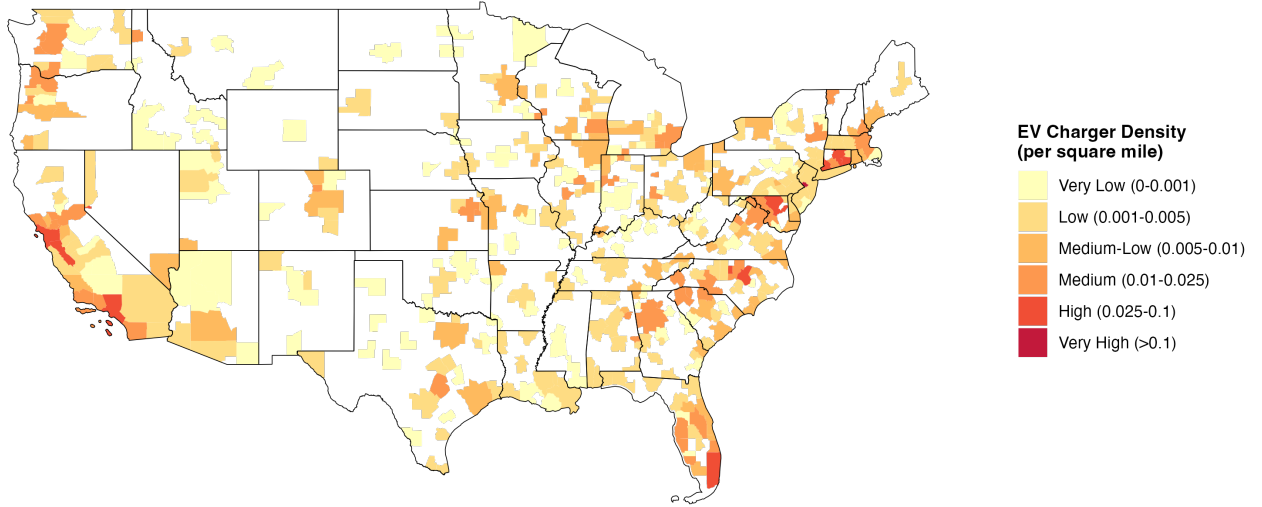 EV Charger Density
(per square mile)
Very Low (0-0.001)
Low (0.001-0.005)
Medium-Low (0.005-0.01)
Medium (0.01-0.025)
High (0.025-0.1)
Very High (>0.1)